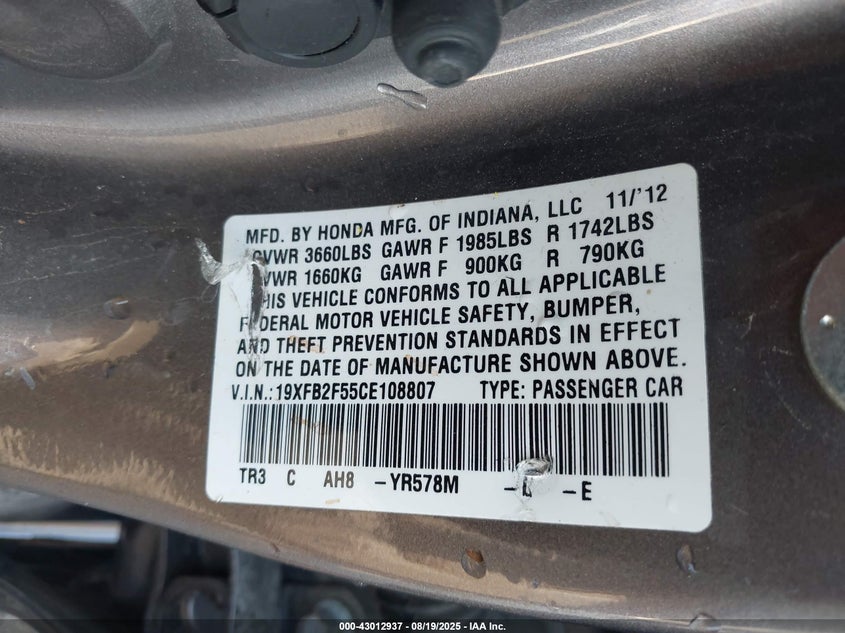 MFD. BY HONDA MFG. OF INDIANA, LLC 11/'12
GVWR 3660LBS GAWR F 1985LBS R 1742LBS
GVWR 1660KG GAWR F 900KG R 790KG
THIS VEHICLE CONFORMS TO ALL APPLICABLE
FEDERAL MOTOR VEHICLE SAFETY, BUMPER,
AND THEFT PREVENTION STANDARDS IN EFFECT
ON THE DATE OF MANUFACTURE SHOWN ABOVE.
V.I.N.: 19XFB2F55CE108807 TYPE: PASSENGER CAR
TR3 C AH8 -YR578M - -E
000-43012937 - 08/19/2025 - IAA Inc.